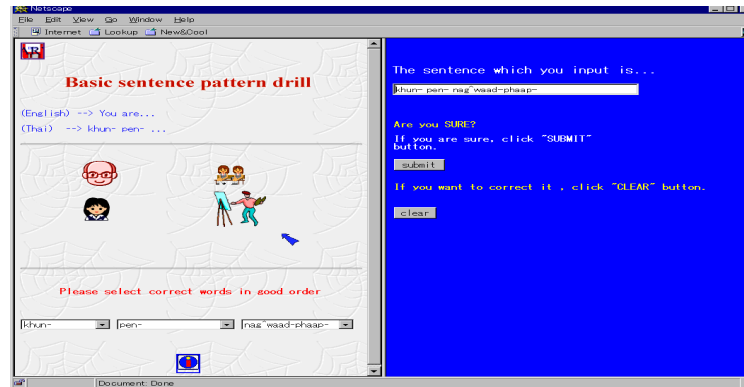 Netscape
File Edit View Go Window Help
Internet Lookup New&Cool
Basic sentence pattern drill
(English) --> You are...
(Thai) --> khun- pen- ...
Please select correct words in good order
khun- pen- nag^waad-phaap-
The sentence which you input is...
khun- pen- nag^waad-phaap-
Are you SURE?
If you are sure, click "SUBMIT"
button.
submit
If you want to correct it , click "CLEAR" button.
clear
Document: Done